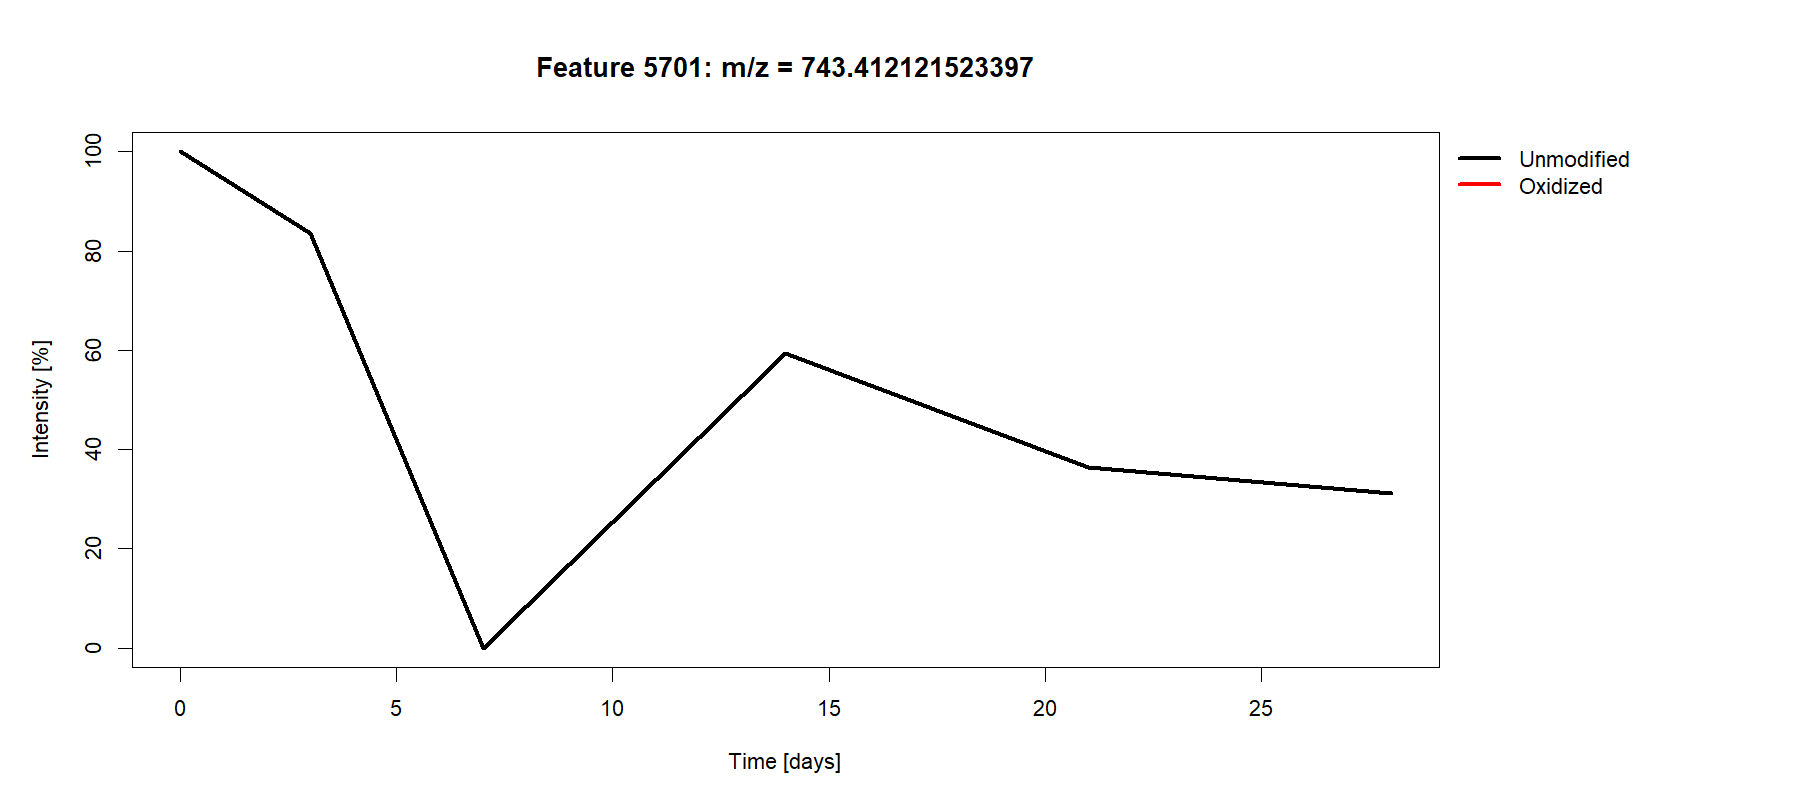 Feature 5701: m/z = 743.412121523397
Unmodified
Oxidized
Intensity [%]
100
80
60
40
20
0
0 5 10 15 20 25
Time [days]